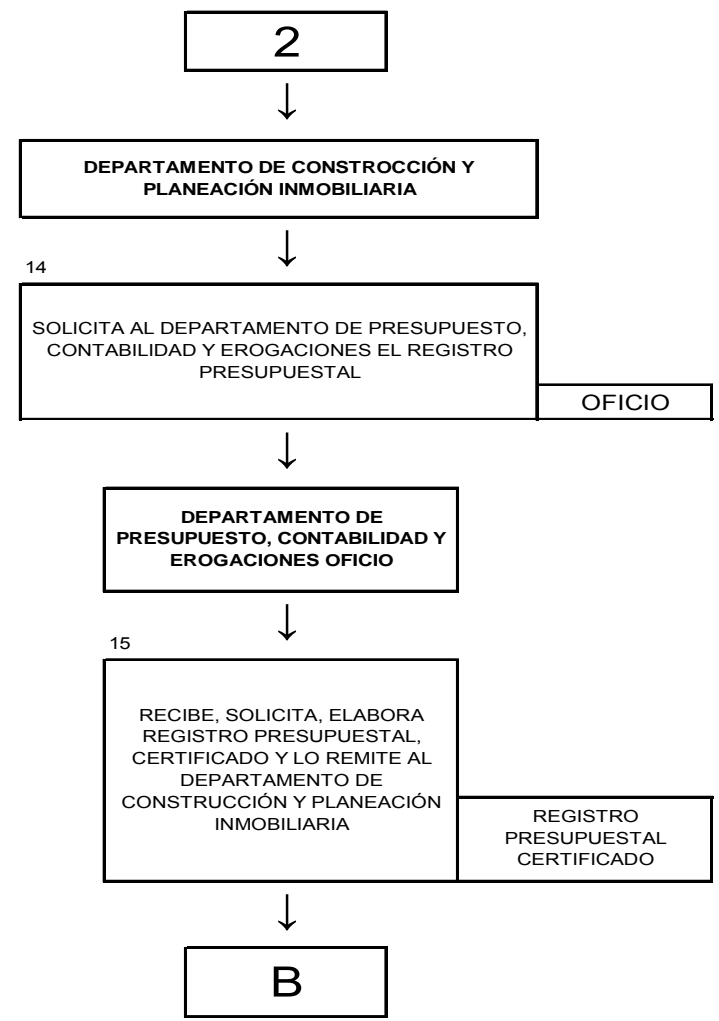 2
↓
DEPARTAMENTO DE CONSTROCCIÓN Y
PLANEACIÓN INMOBILIARIA
↓
14
SOLICITA AL DEPARTAMENTO DE PRESUPUESTO,
CONTABILIDAD Y EROGACIONES EL REGISTRO
PRESUPUESTAL
OFICIO
↓
DEPARTAMENTO DE
PRESUPUESTO, CONTABILIDAD Y
EROGACIONES OFICIO
↓
15
RECIBE, SOLICITA, ELABORA
REGISTRO PRESUPUESTAL,
CERTIFICADO Y LO REMITE AL
DEPARTAMENTO DE
CONSTRUCCIÓN Y PLANEACIÓN
INMOBILIARIA
REGISTRO
PRESUPUESTAL
CERTIFICADO
↓
B